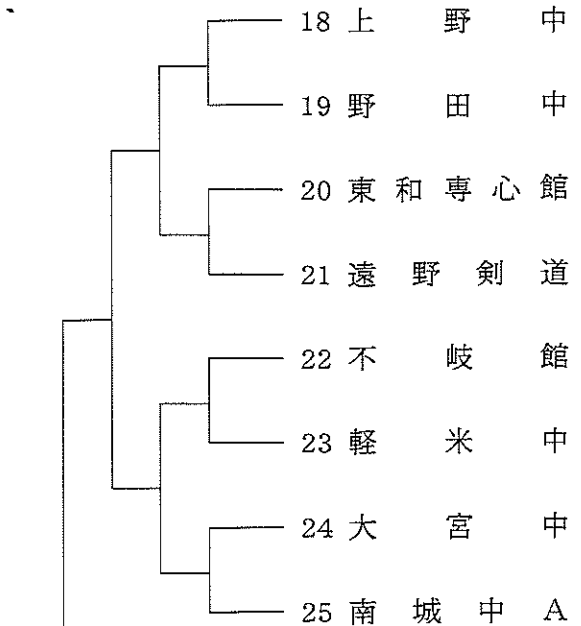 18 上野中
19 野田中
20 東和専心館
21 遠野剣道
22 不岐館
23 軽米中
24 大宮中
25 南城中A